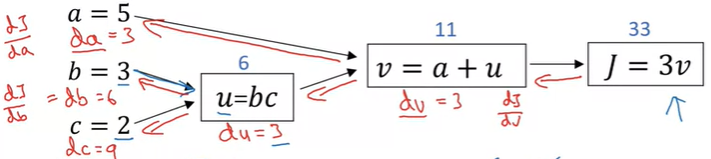 dJ/da
a = 5
da = 3
11
33
b = 3
6
v = a + u
J = 3v
dJ/db = db = 6
u=bc
dv = 3
dJ/dv
c = 2
du = 3
dc = 9